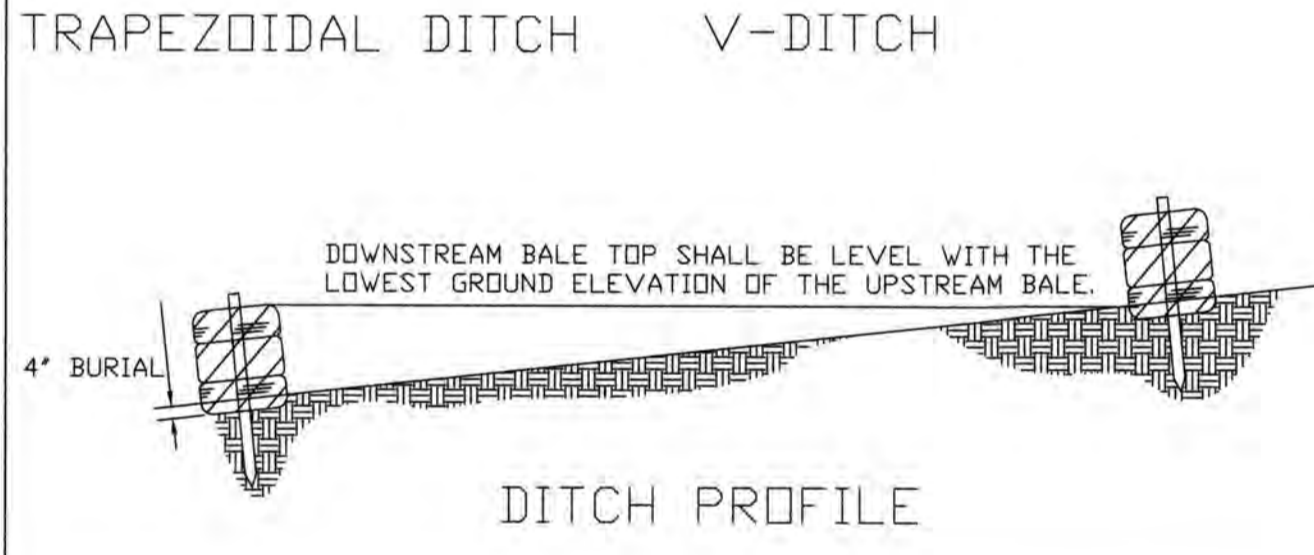 TRAPEZOIDAL DITCH V-DITCH
DOWNSTREAM BALE TOP SHALL BE LEVEL WITH THE
LOWEST GROUND ELEVATION OF THE UPSTREAM BALE.
4" BURIAL
DITCH PROFILE